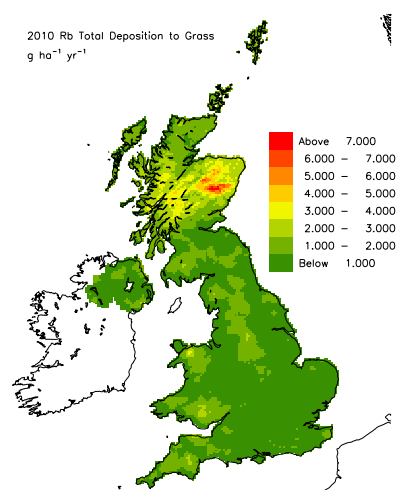 2010 Rb Total Deposition to Grass
g ha⁻¹ yr⁻¹
Above 7.000
6.000 – 7.000
5.000 – 6.000
4.000 – 5.000
3.000 – 4.000
2.000 – 3.000
1.000 – 2.000
Below 1.000